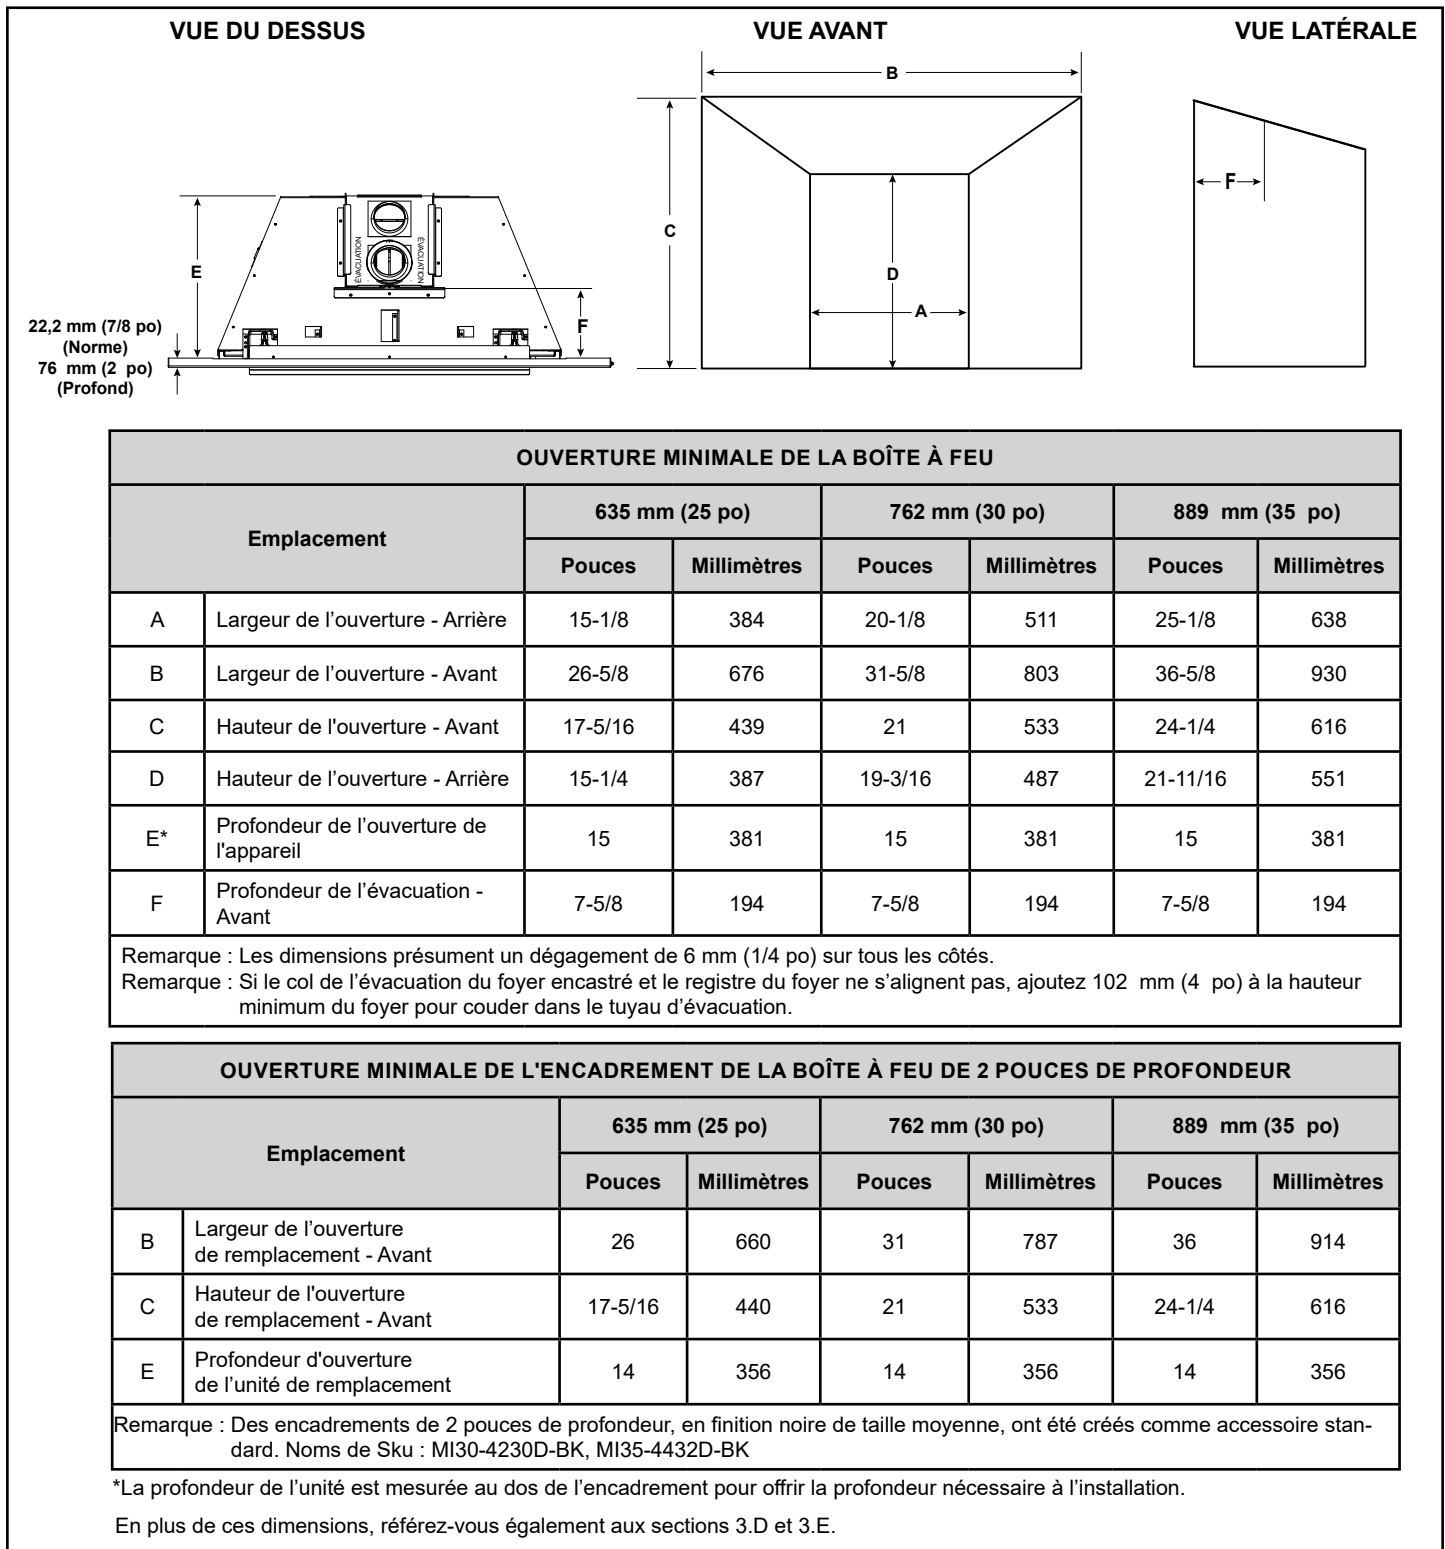 VUE DU DESSUS
VUE AVANT
VUE LATÉRALE
B
C
D
A
F
E
ÉVACUATION
ÉVACUATION
F
22,2 mm (7/8 po)
(Norme)
76 mm (2 po)
(Profond)
OUVERTURE MINIMALE DE LA BOÎTE À FEU
Emplacement 635 mm (25 po) 762 mm (30 po) 889 mm (35 po)
Pouces Millimètres Pouces Millimètres Pouces Millimètres
A Largeur de l’ouverture - Arrière 15-1/8 384 20-1/8 511 25-1/8 638
B Largeur de l’ouverture - Avant 26-5/8 676 31-5/8 803 36-5/8 930
C Hauteur de l'ouverture - Avant 17-5/16 439 21 533 24-1/4 616
D Hauteur de l’ouverture - Arrière 15-1/4 387 19-3/16 487 21-11/16 551
E* Profondeur de l’ouverture de
l'appareil 15 381 15 381 15 381
F Profondeur de l’évacuation -
Avant 7-5/8 194 7-5/8 194 7-5/8 194
Remarque : Les dimensions présument un dégagement de 6 mm (1/4 po) sur tous les côtés.
Remarque : Si le col de l’évacuation du foyer encastré et le registre du foyer ne s’alignent pas, ajoutez 102 mm (4 po) à la hauteur
minimum du foyer pour couder dans le tuyau d’évacuation.
OUVERTURE MINIMALE DE L'ENCADREMENT DE LA BOÎTE À FEU DE 2 POUCES DE PROFONDEUR
Emplacement 635 mm (25 po) 762 mm (30 po) 889 mm (35 po)
Pouces Millimètres Pouces Millimètres Pouces Millimètres
B Largeur de l’ouverture
de remplacement - Avant 26 660 31 787 36 914
C Hauteur de l'ouverture
de remplacement - Avant 17-5/16 440 21 533 24-1/4 616
E Profondeur d'ouverture
de l’unité de remplacement 14 356 14 356 14 356
Remarque : Des encadrements de 2 pouces de profondeur, en finition noire de taille moyenne, ont été créés comme accessoire stan-
dard. Noms de Sku : MI30-4230D-BK, MI35-4432D-BK
*La profondeur de l’unité est mesurée au dos de l’encadrement pour offrir la profondeur nécessaire à l’installation.
En plus de ces dimensions, référez-vous également aux sections 3.D et 3.E.